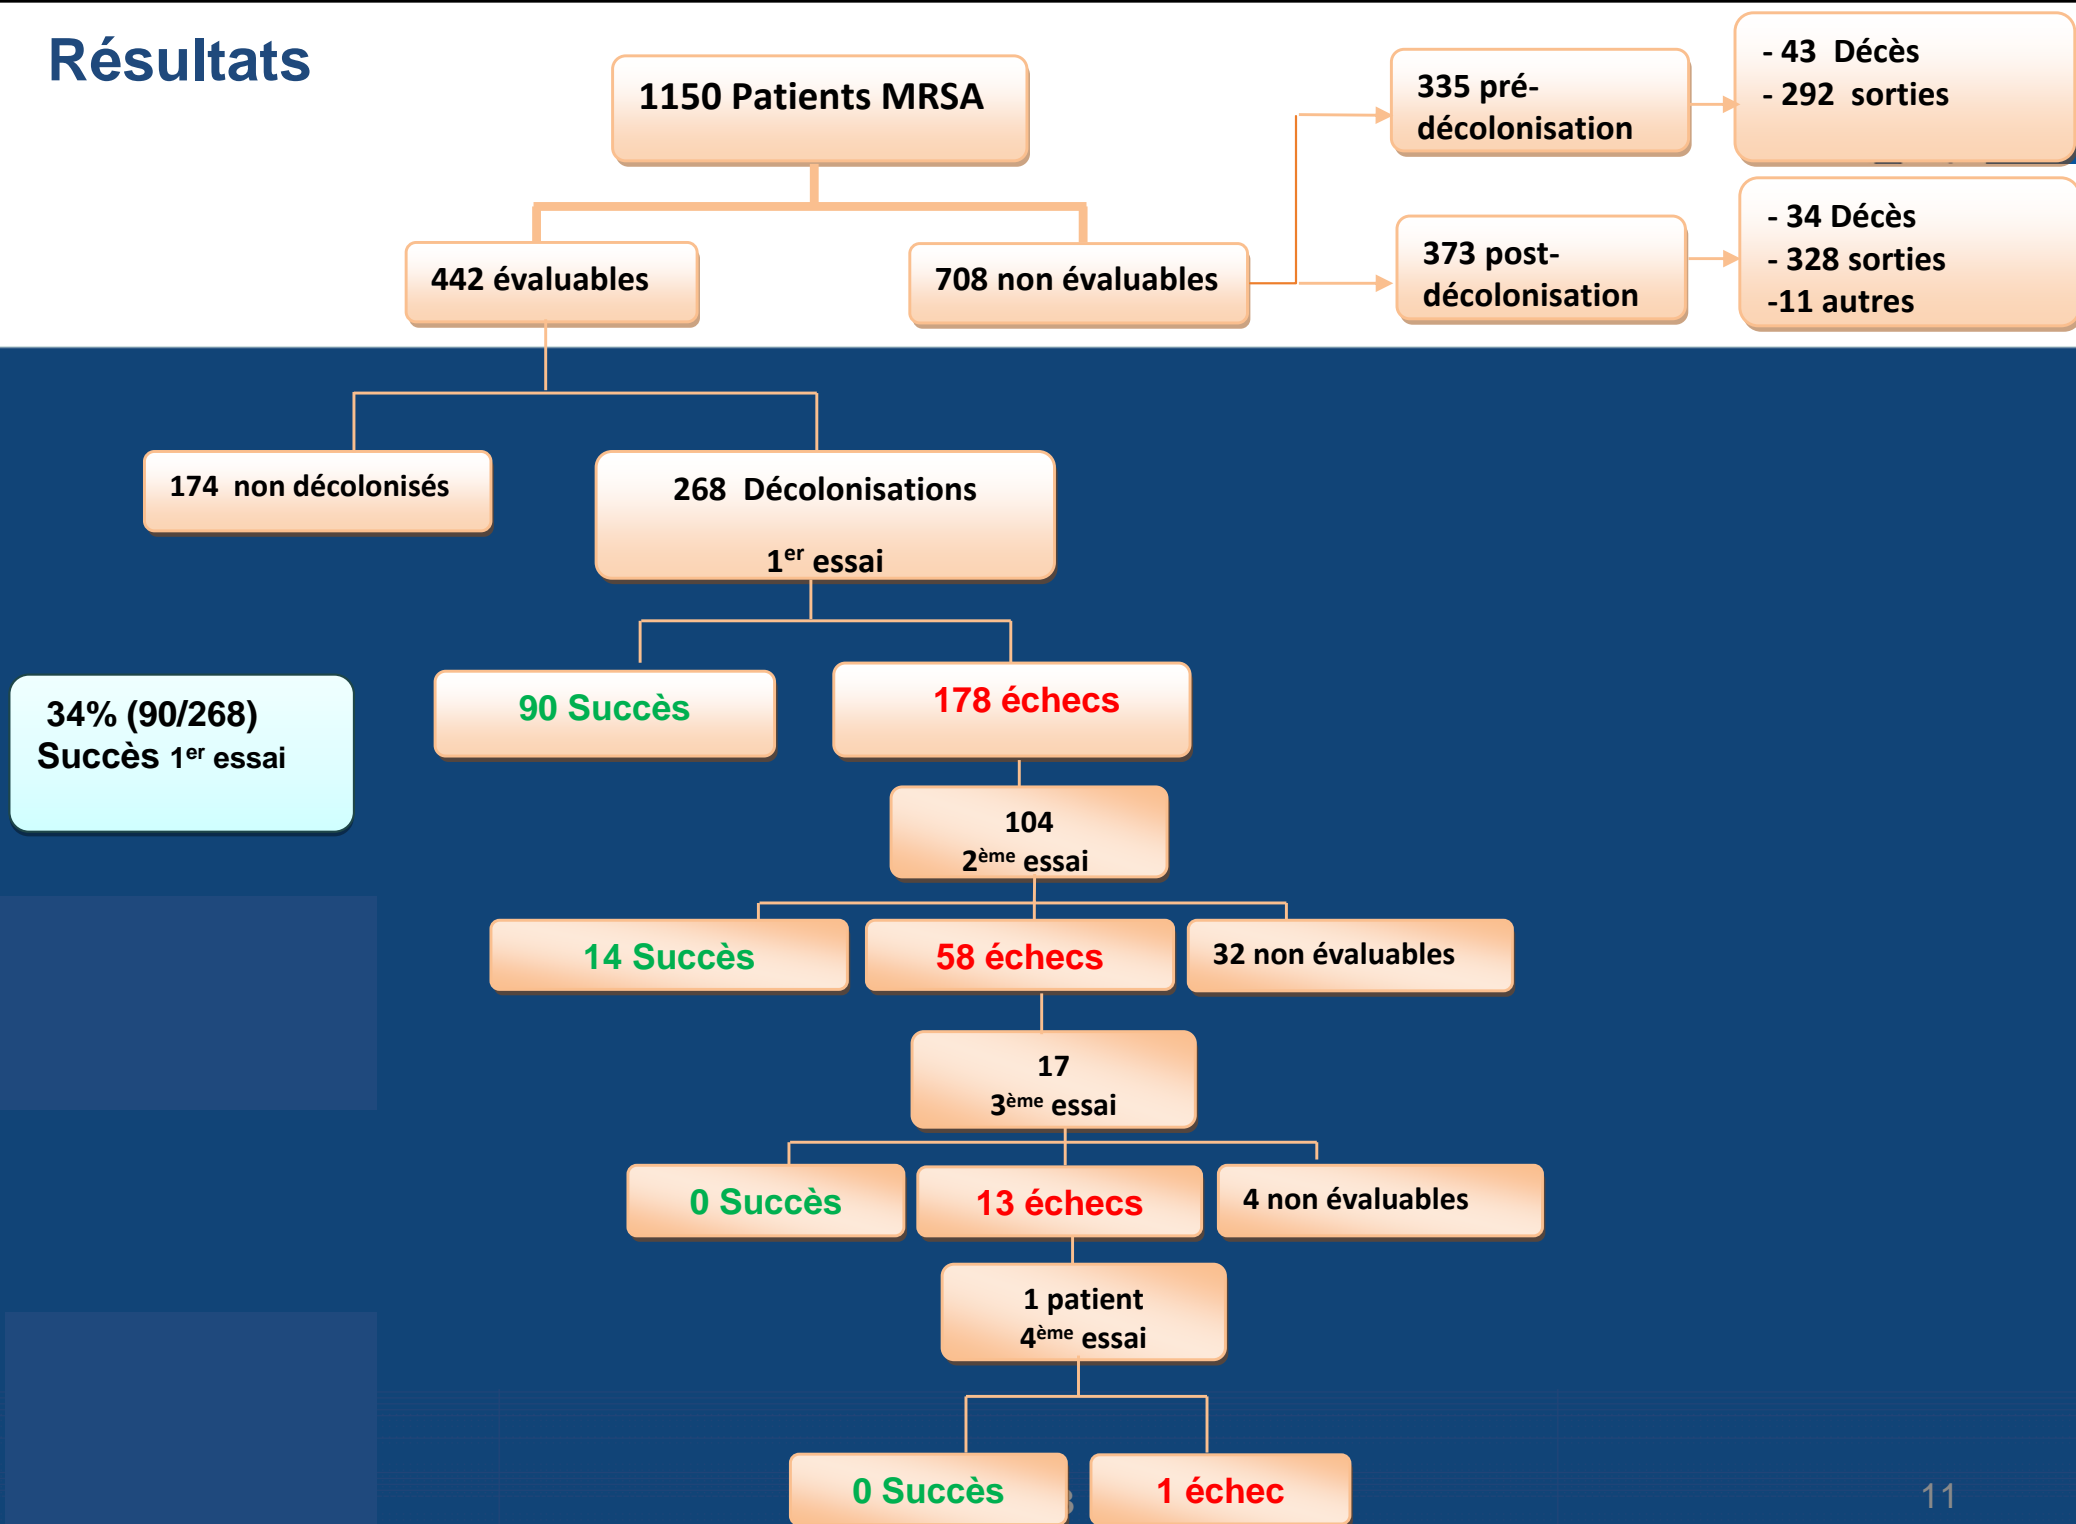 Résultats
1150 Patients MRSA
335 pré-
décolonisation
- 43  Décès
- 292  sorties
442 évaluables
708 non évaluables
373 post-
décolonisation
- 34 Décès
- 328 sorties
-11 autres
174  non décolonisés
268  Décolonisations
1er essai
34% (90/268)
Succès 1er essai
90 Succès
178 échecs
104
2ème essai
14 Succès
58 échecs
32 non évaluables
17
3ème essai
0 Succès
13 échecs
4 non évaluables
1 patient
4ème essai
0 Succès
1 échec
11